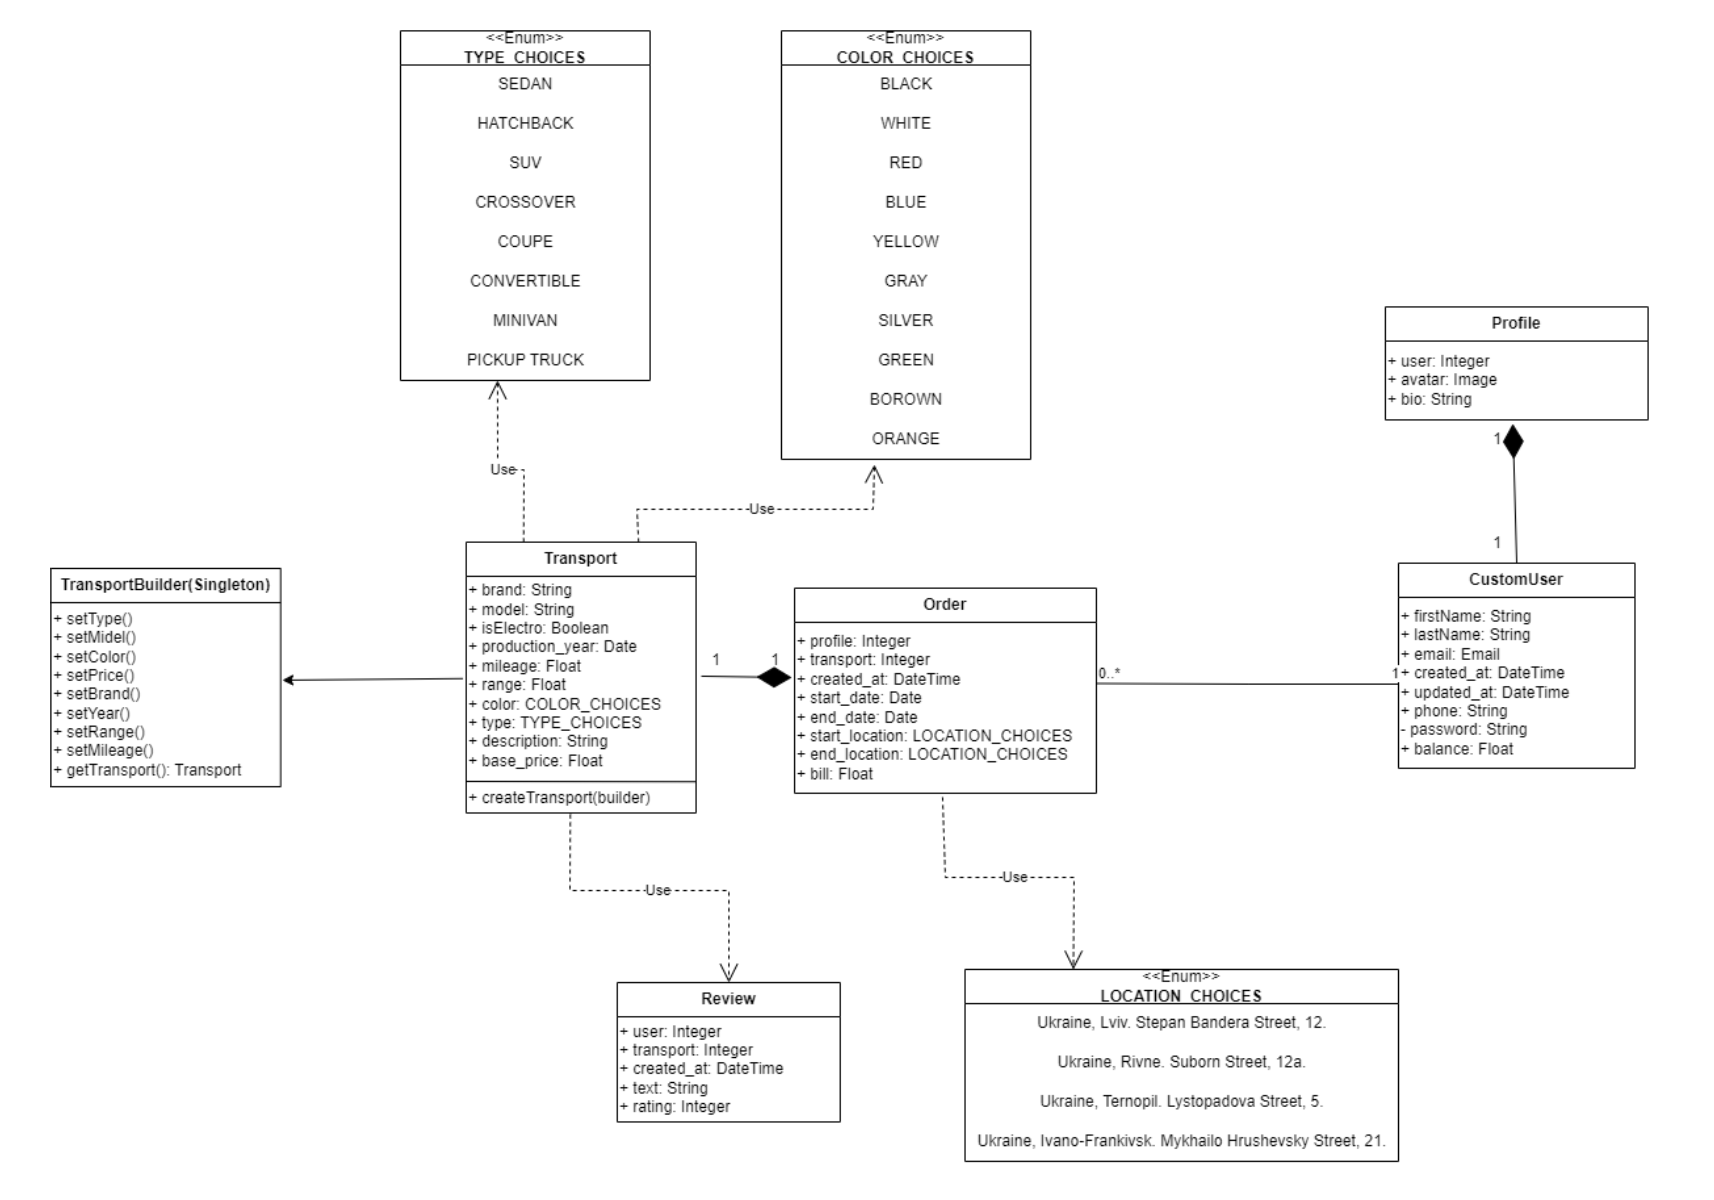 <<Enum>>
TYPE_CHOICES
SEDAN
HATCHBACK
SUV
CROSSOVER
COUPE
CONVERTIBLE
MINIVAN
PICKUP TRUCK
<<Enum>>
COLOR_CHOICES
BLACK
WHITE
RED
BLUE
YELLOW
GRAY
SILVER
GREEN
BOROWN
ORANGE
Profile
+ user: Integer
+ avatar: Image
+ bio: String
1
1
Use
Use
TransportBuilder(Singleton)
+ setType()
+ setMidel()
+ setColor()
+ setPrice()
+ setBrand()
+ setYear()
+ setRange()
+ setMileage()
+ getTransport(): Transport
Transport
+ brand: String
+ model: String
+ isElectro: Boolean
+ production_year: Date
+ mileage: Float
+ range: Float
+ color: COLOR_CHOICES
+ type: TYPE_CHOICES
+ description: String
+ base_price: Float
+ createTransport(builder)
1
1
Order
+ profile: Integer
+ transport: Integer
+ created_at: DateTime
+ start_date: Date
+ end_date: Date
+ start_location: LOCATION_CHOICES
+ end_location: LOCATION_CHOICES
+ bill: Float
0..*
1
CustomUser
+ firstName: String
+ lastName: String
+ email: Email
+ created_at: DateTime
+ updated_at: DateTime
+ phone: String
- password: String
+ balance: Float
Use
Use
Review
+ user: Integer
+ transport: Integer
+ created_at: DateTime
+ text: String
+ rating: Integer
<<Enum>>
LOCATION_CHOICES
Ukraine, Lviv. Stepan Bandera Street, 12.
Ukraine, Rivne. Suborn Street, 12a.
Ukraine, Ternopil. Lystopadova Street, 5.
Ukraine, Ivano-Frankivsk. Mykhailo Hrushevsky Street, 21.